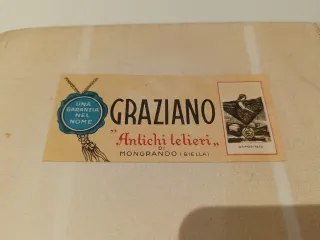 UNA
GARANZIA
NEL
NOME
GRAZIANO
"Antichi telieri"
DI
MONGRANDO (BIELLA)